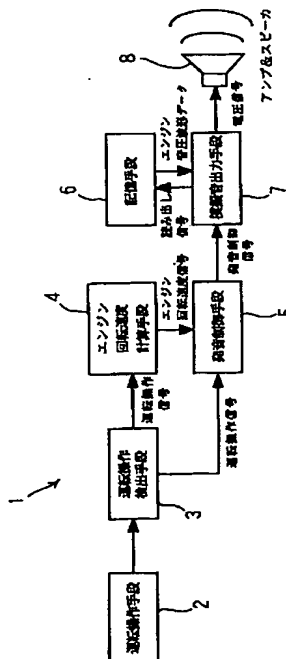 1
2
運転操作手段
3
運転操作
検出手段
運転操作
信号
運転操作信号
4
エンジン
回転速度
計算手段
エンジン
回転速度信号
5
発音制御手段
発音制御
信号
6
記憶手段
読み出し
信号
エンジン
音圧波形データ
7
模擬音出力手段
電圧信号
8
アンプ&スピーカ